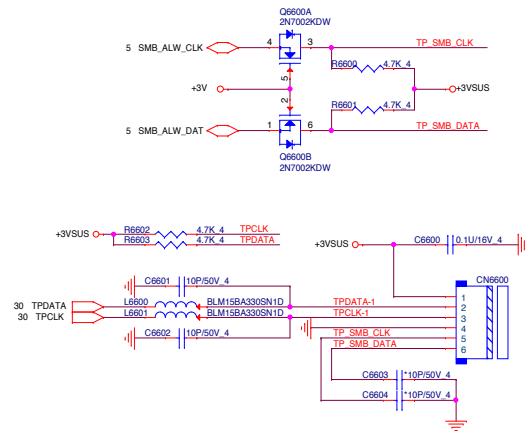 Q6600A
2N7002KDW
5 SMB_ALW_CLK
4
3
TP_SMB_CLK
R6600
4.7K_4
5
+3V
+3VSUS
2
R6601
4.7K_4
5 SMB_ALW_DAT
1
6
TP_SMB_DATA
Q6600B
2N7002KDW
+3VSUS
R6602
4.7K_4
TPCLK
R6603
4.7K_4
TPDATA
+3VSUS
C6600
0.1U/16V_4
C6601
10P/50V_4
CN6600
30 TPDATA
L6600
BLM15BA330SN1D
TPDATA-1
30 TPCLK
L6601
BLM15BA330SN1D
TPCLK-1
C6602
10P/50V_4
TP_SMB_CLK
TP_SMB_DATA
1
2
3
4
5
6
C6603
*10P/50V_4
C6604
*10P/50V_4